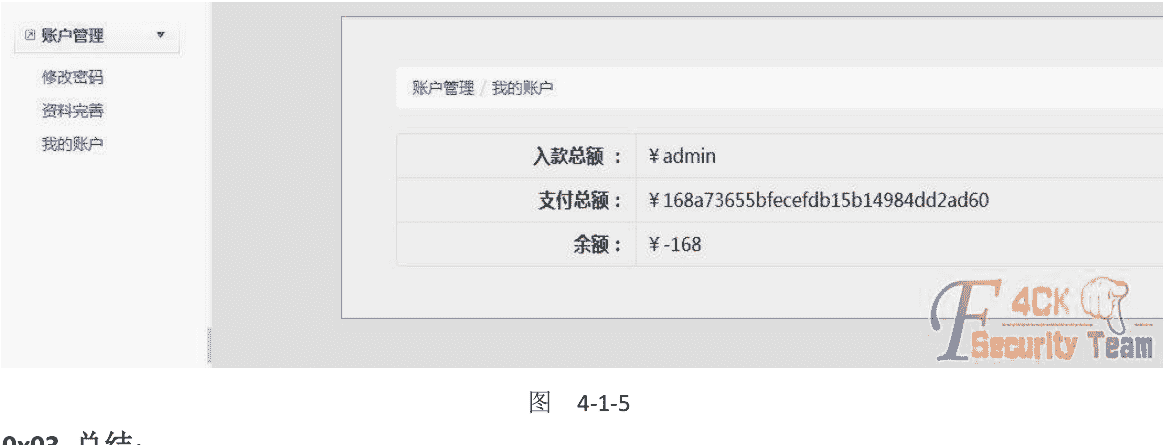 账户管理
修改密码
资料完善
我的账户
账户管理 / 我的账户
入款总额 : ¥admin
支付总额: ¥168a73655bfecefdb15b14984dd2ad60
余额: ¥-168
F4CK
Security Team
图 4-1-5
0x03 总结: